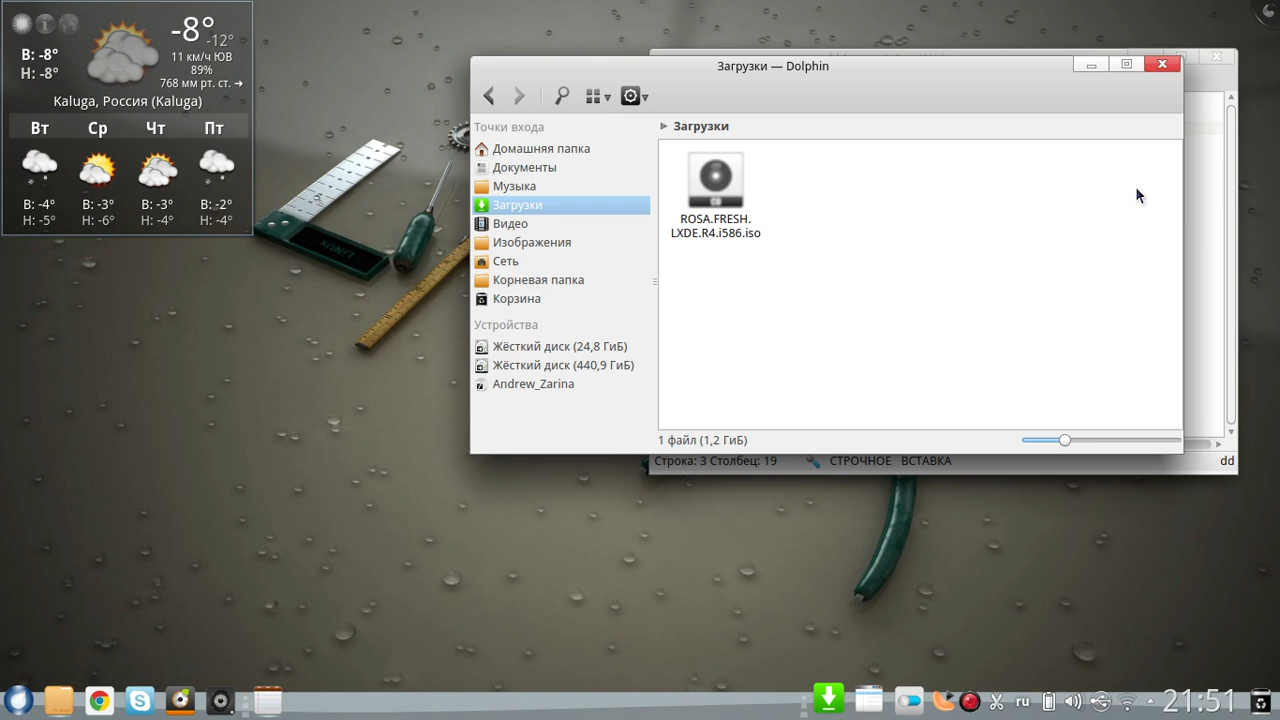 -8°
-12°
В: -8°
Н: -8°
11 км/ч ЮВ
89%
768 мм рт. ст.
Kaluga, Россия (Kaluga)
Вт Ср Чт Пт
В: -4° В: -3° В: -3° В: -2°
Н: -5° Н: -6° Н: -4° Н: -4°
Загрузки — Dolphin
Точки входа
Домашняя папка
Документы
Музыка
Загрузки
Видео
Изображения
Сеть
Корневая папка
Корзина
Устройства
Жёсткий диск (24,8 ГиБ)
Жёсткий диск (440,9 ГиБ)
Andrew_Zarina
Загрузки
CD
ROSA.FRESH.
LXDE.R4.i586.iso
1 файл (1,2 ГиБ)
Строка: 3 Столбец: 19 СТРОЧНОЕ ВСТАВКА dd
LINUX
ru
21:51